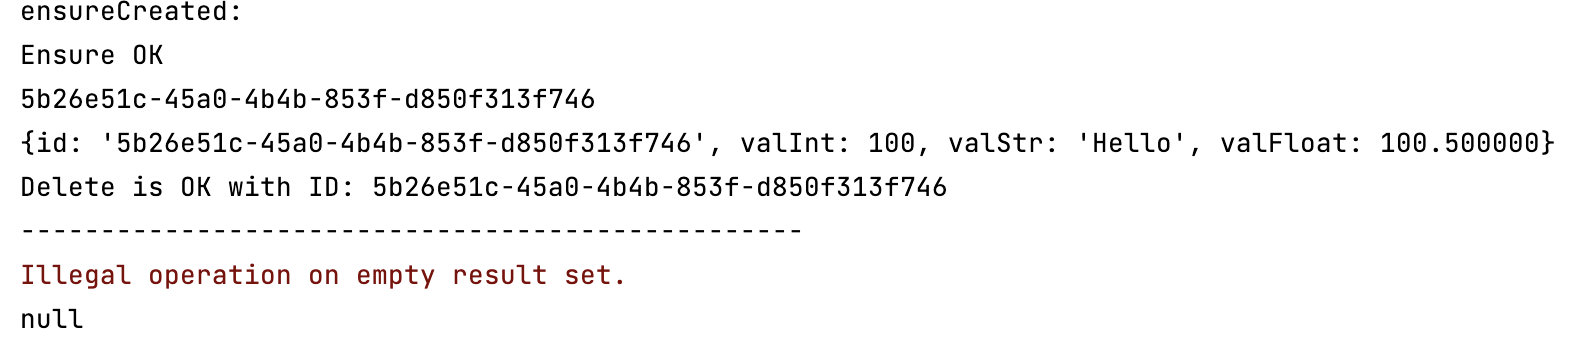 ensureCreated:
Ensure OK
5b26e51c-45a0-4b4b-853f-d850f313f746
{id: '5b26e51c-45a0-4b4b-853f-d850f313f746', valInt: 100, valStr: 'Hello', valFloat: 100.500000}
Delete is OK with ID: 5b26e51c-45a0-4b4b-853f-d850f313f746
-------------------------------------------------
Illegal operation on empty result set.
null